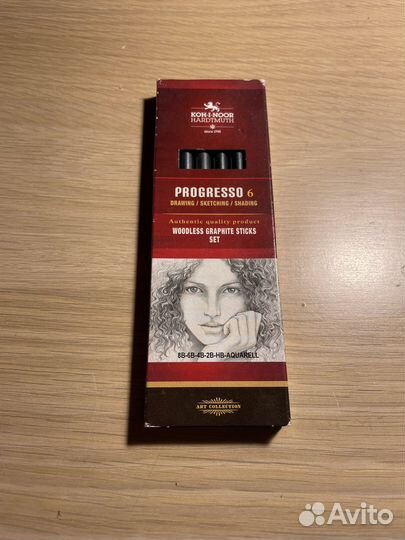 KOH-I-NOOR
HARDTMUTH
since 1790
PROGRESSO 6
DRAWING / SKETCHING / SHADING
Authentic quality product
WOODLESS GRAPHITE STICKS
SET
8B-6B-4B-2B-HB-AQUARELL
ART COLLECTION
Avito